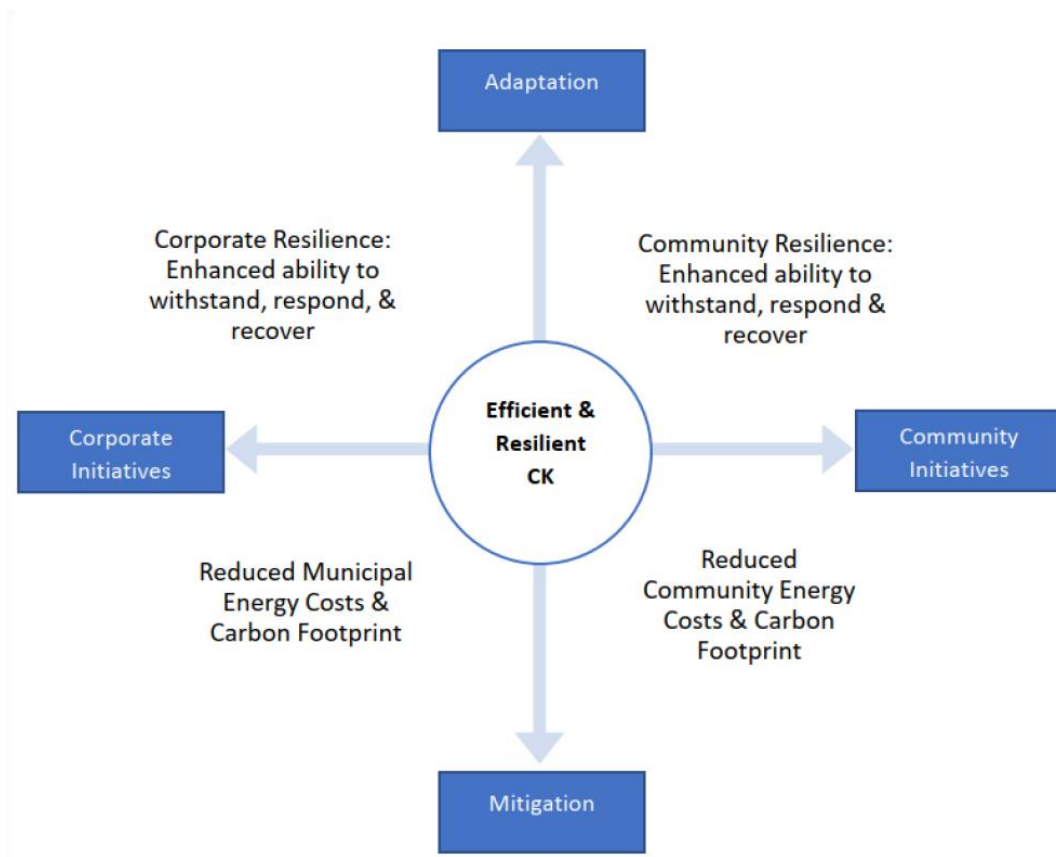 Adaptation
Corporate Resilience:
Enhanced ability to
withstand, respond, &
recover
Community Resilience:
Enhanced ability to
withstand, respond &
recover
Efficient &
Resilient
CK
Corporate
Initiatives
Community
Initiatives
Reduced Municipal
Energy Costs &
Carbon Footprint
Reduced
Community Energy
Costs & Carbon
Footprint
Mitigation